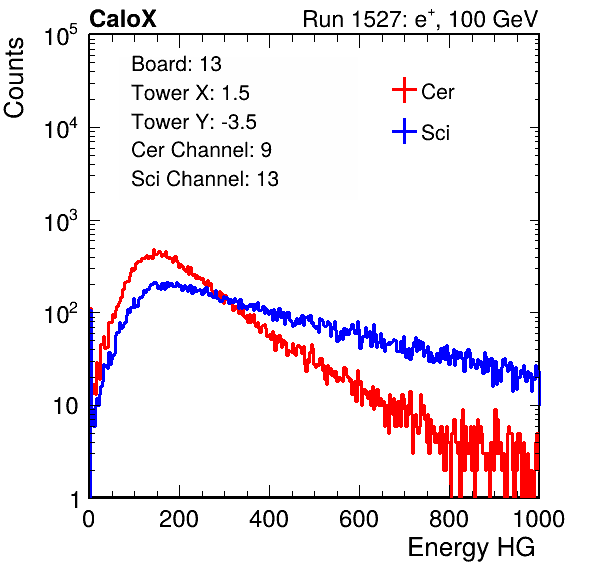 CaloX Run 1527: e+, 100 GeV
Counts
Board: 13
Tower X: 1.5
Tower Y: -3.5
Cer Channel: 9
Sci Channel: 13
Cer
Sci
10^5
10^4
10^3
10^2
10
1
0 200 400 600 800 1000
Energy HG